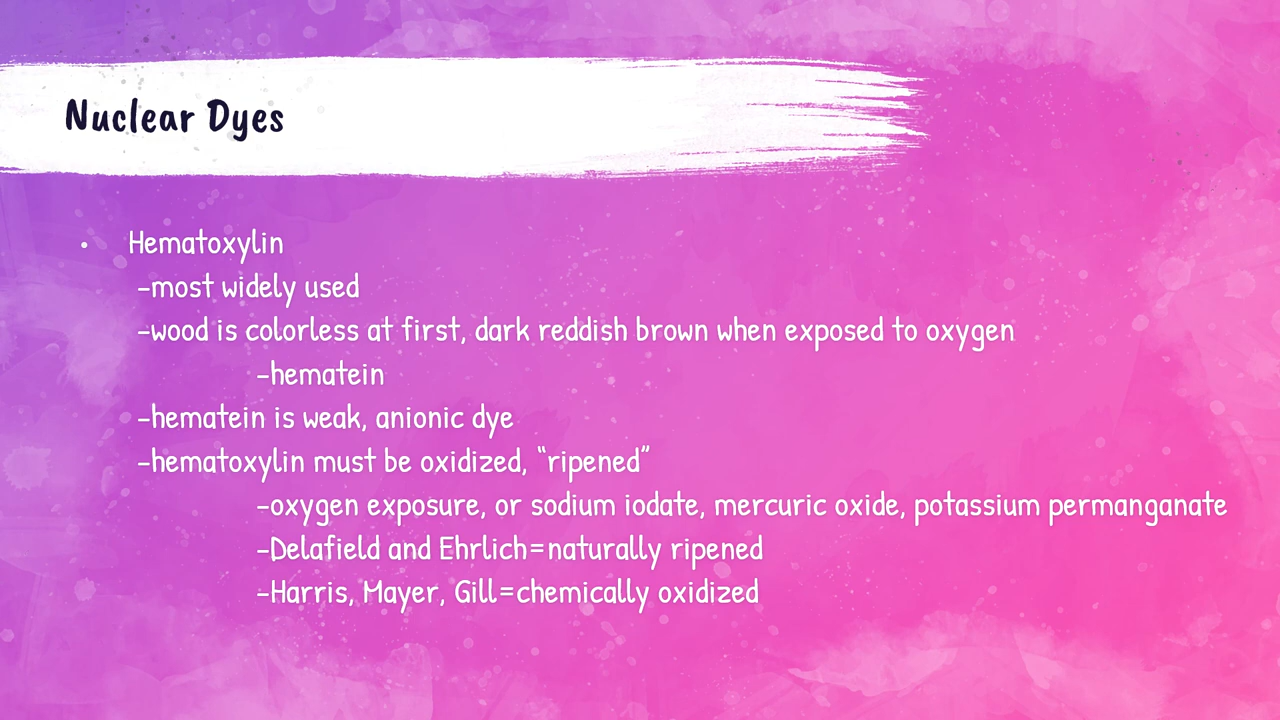 Nuclear Dyes
• Hematoxylin
-most widely used
-wood is colorless at first, dark reddish brown when exposed to oxygen
-hematein
-hematein is weak, anionic dye
-hematoxylin must be oxidized, “ripened”
-oxygen exposure, or sodium iodate, mercuric oxide, potassium permanganate
-Delafield and Ehrlich=naturally ripened
-Harris, Mayer, Gill=chemically oxidized